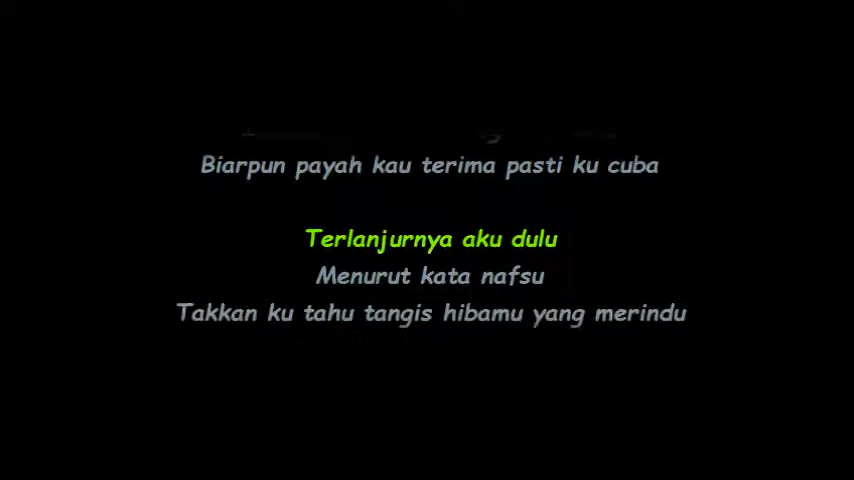 Biarpun payah kau terima pasti ku cuba
Terlanjurnya aku dulu
Menurut kata nafsu
Takkan ku tahu tangis hibamu yang merindu